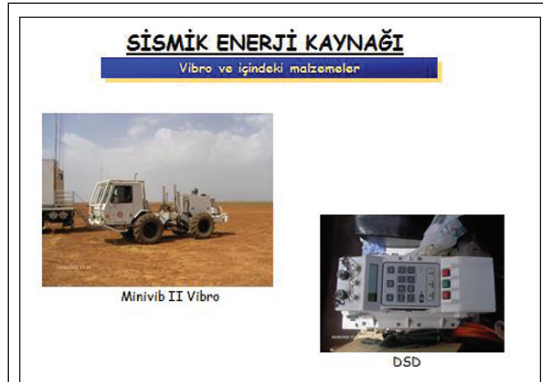 SİSMİK ENERJİ KAYNAĞI
Vibro ve içindeki malzemeler
Minivib II Vibro
DSD